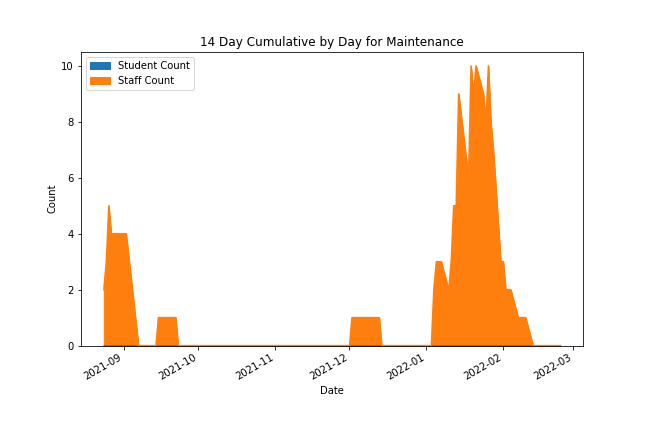 14 Day Cumulative by Day for Maintenance
Student Count
Staff Count
10
8
6
4
2
0
Count
2021-09
2021-10
2021-11
2021-12
2022-01
2022-02
2022-03
Date